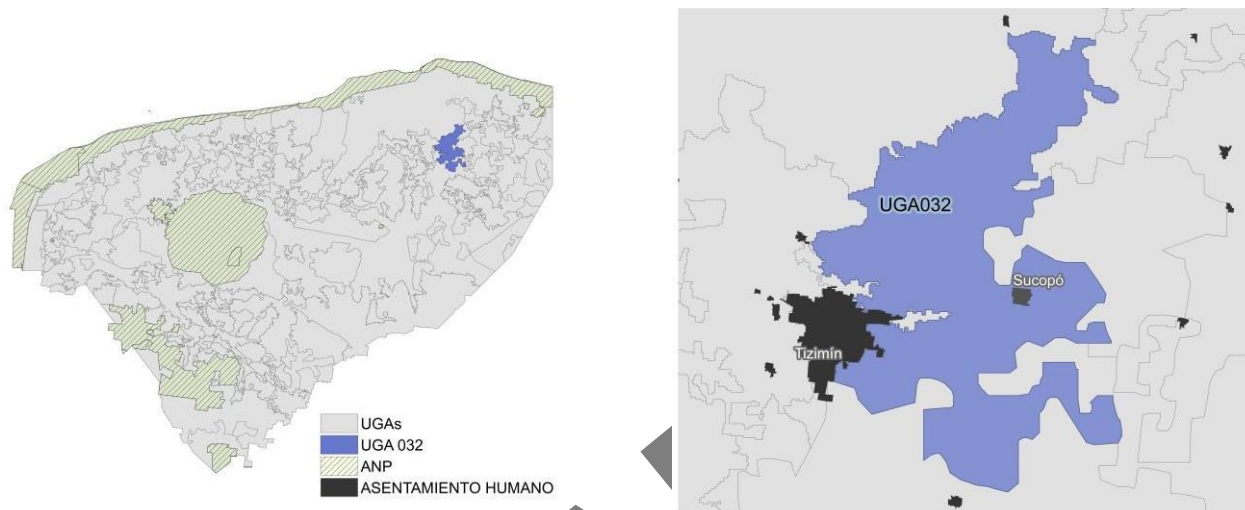 UGAs
UGA 032
ANP
ASENTAMIENTO HUMANO
UGA032
Sucopó
Tizimín